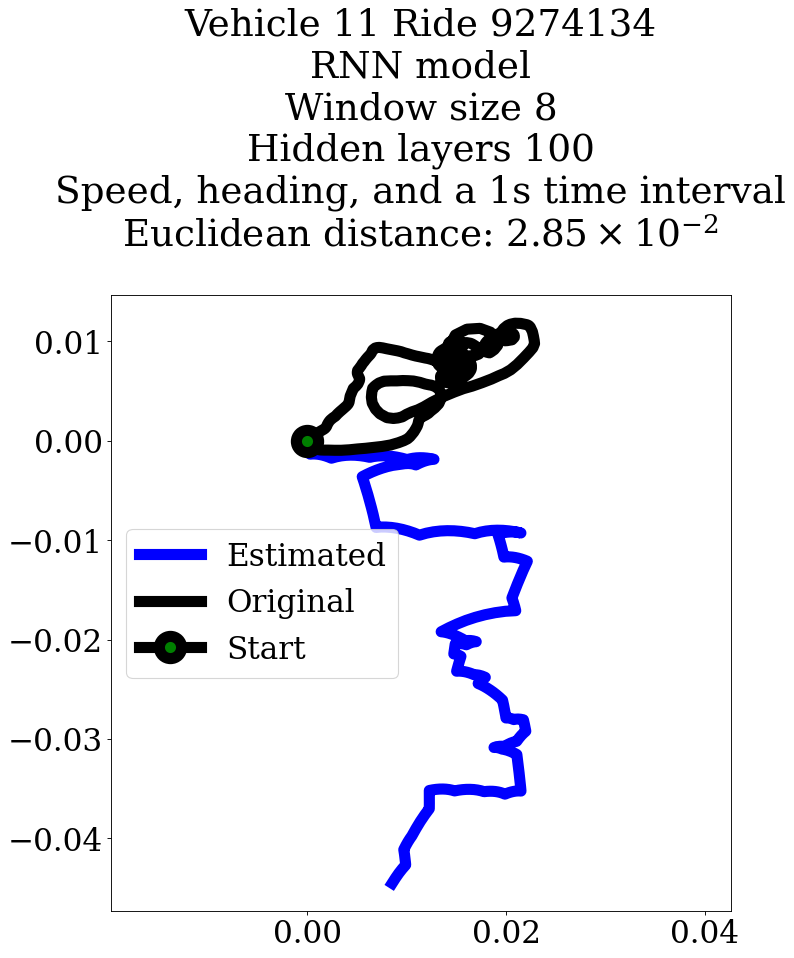 Vehicle 11 Ride 9274134
RNN model
Window size 8
Hidden layers 100
Speed, heading, and a 1s time interval
Euclidean distance: 2.85 × 10⁻²
0.01
0.00
−0.01
−0.02
−0.03
−0.04
Estimated
Original
Start
0.00 0.02 0.04